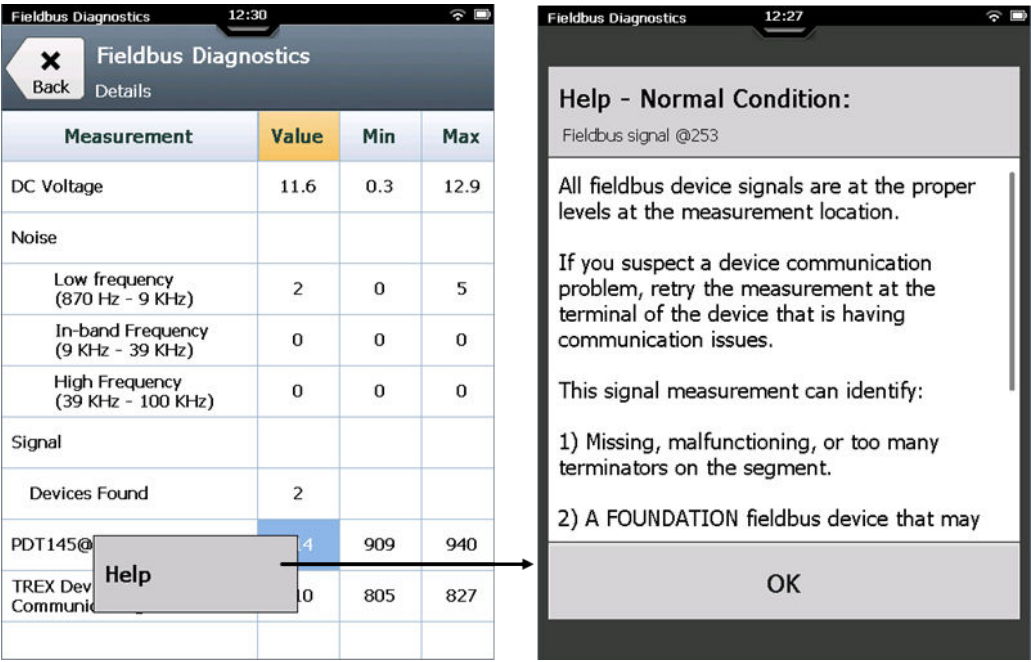 Fieldbus Diagnostics 12:30
Back
Fieldbus Diagnostics
Details
Measurement Value Min Max
DC Voltage 11.6 0.3 12.9
Noise
Low frequency
(870 Hz - 9 KHz) 2 0 5
In-band Frequency
(9 KHz - 39 KHz) 0 0 0
High Frequency
(39 KHz - 100 KHz) 0 0 0
Signal
Devices Found 2
PDT145@ 909 940
Help
TREX 805 827
Fieldbus Diagnostics 12:27
Help - Normal Condition:
Fieldbus signal @253
All fieldbus device signals are at the proper
levels at the measurement location.
If you suspect a device communication
problem, retry the measurement at the
terminal of the device that is having
communication issues.
This signal measurement can identify:
1) Missing, malfunctioning, or too many
terminators on the segment.
2) A FOUNDATION fieldbus device that may
OK